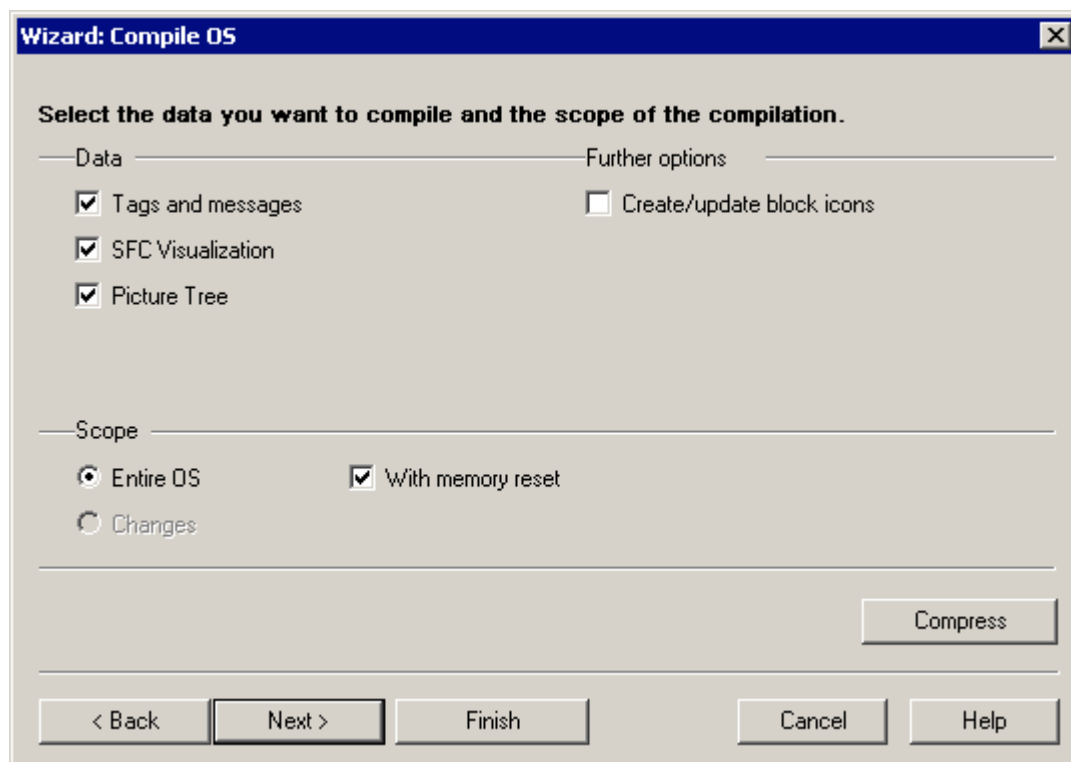 Wizard: Compile OS
Select the data you want to compile and the scope of the compilation.
Data
Further options
Tags and messages
Create/update block icons
SFC Visualization
Picture Tree
Scope
Entire OS
With memory reset
Changes
Compress
< Back
Next >
Finish
Cancel
Help